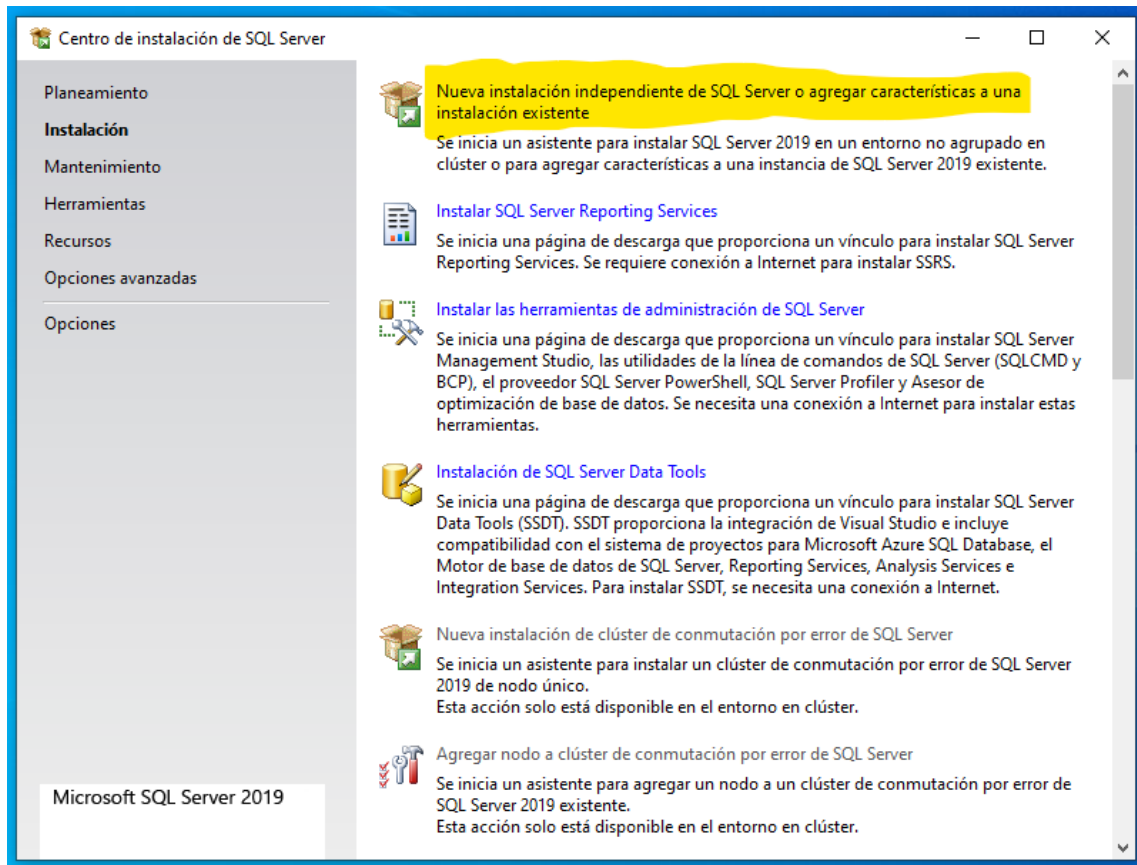 Centro de instalación de SQL Server
Planeamiento
Instalación
Mantenimiento
Herramientas
Recursos
Opciones avanzadas
Opciones
Microsoft SQL Server 2019
Nueva instalación independiente de SQL Server o agregar características a una
instalación existente
Se inicia un asistente para instalar SQL Server 2019 en un entorno no agrupado en
clúster o para agregar características a una instancia de SQL Server 2019 existente.
Instalar SQL Server Reporting Services
Se inicia una página de descarga que proporciona un vínculo para instalar SQL Server
Reporting Services. Se requiere conexión a Internet para instalar SSRS.
Instalar las herramientas de administración de SQL Server
Se inicia una página de descarga que proporciona un vínculo para instalar SQL Server
Management Studio, las utilidades de la línea de comandos de SQL Server (SQLCMD y
BCP), el proveedor SQL Server PowerShell, SQL Server Profiler y Asesor de
optimización de base de datos. Se necesita una conexión a Internet para instalar estas
herramientas.
Instalación de SQL Server Data Tools
Se inicia una página de descarga que proporciona un vínculo para instalar SQL Server
Data Tools (SSDT). SSDT proporciona la integración de Visual Studio e incluye
compatibilidad con el sistema de proyectos para Microsoft Azure SQL Database, el
Motor de base de datos de SQL Server, Reporting Services, Analysis Services e
Integration Services. Para instalar SSDT, se necesita una conexión a Internet.
Nueva instalación de clúster de conmutación por error de SQL Server
Se inicia un asistente para instalar un clúster de conmutación por error de SQL Server
2019 de nodo único.
Esta acción solo está disponible en el entorno en clúster.
Agregar nodo a clúster de conmutación por error de SQL Server
Se inicia un asistente para agregar un nodo a un clúster de conmutación por error de
SQL Server 2019 existente.
Esta acción solo está disponible en el entorno en clúster.